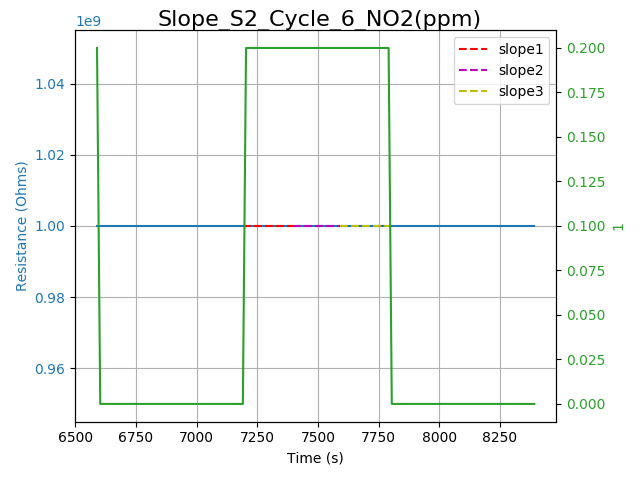 Slope_S2_Cycle_6_NO2(ppm)
1e9
1.04
1.02
1.00
0.98
0.96
Resistance (Ohms)
slope1
slope2
slope3
0.200
0.175
0.150
0.125
0.100
0.075
0.050
0.025
0.000
1
6500 6750 7000 7250 7500 7750 8000 8250
Time (s)